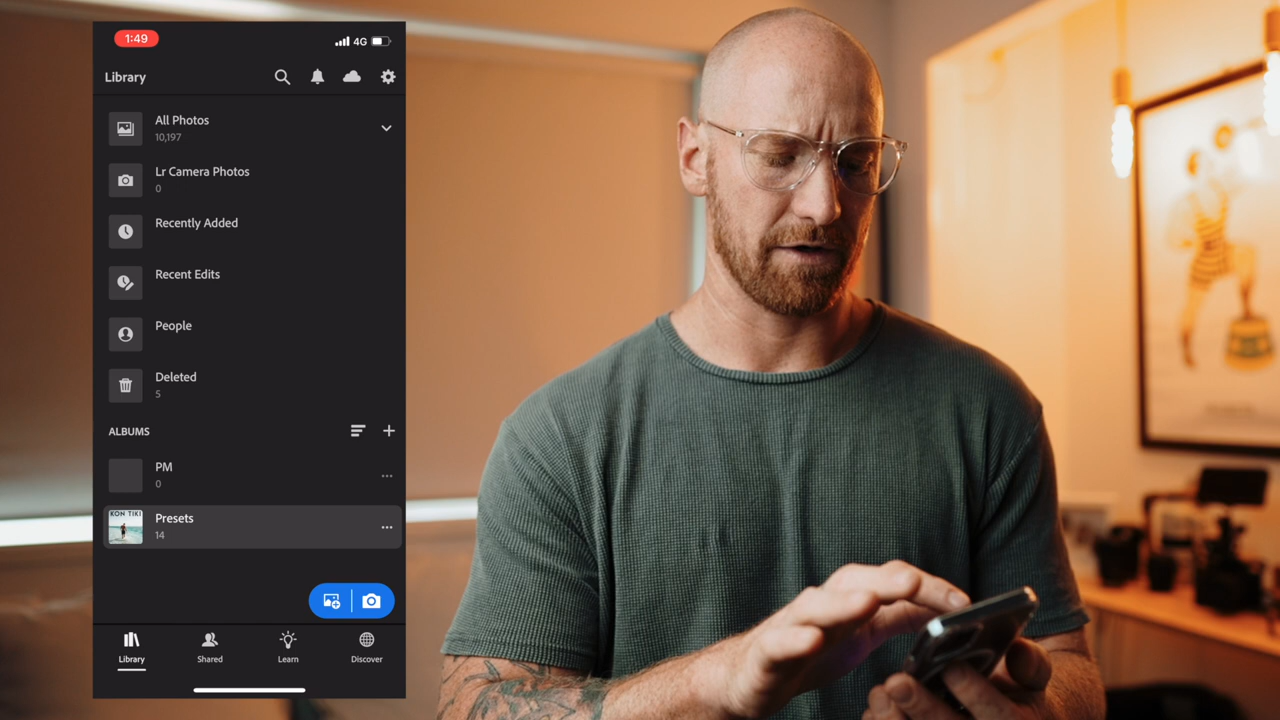 1:49
4G
Library
All Photos
10,197
Lr Camera Photos
0
Recently Added
Recent Edits
People
Deleted
5
ALBUMS
PM
0
KON TIKI
Presets
14
Library
Shared
Learn
Discover